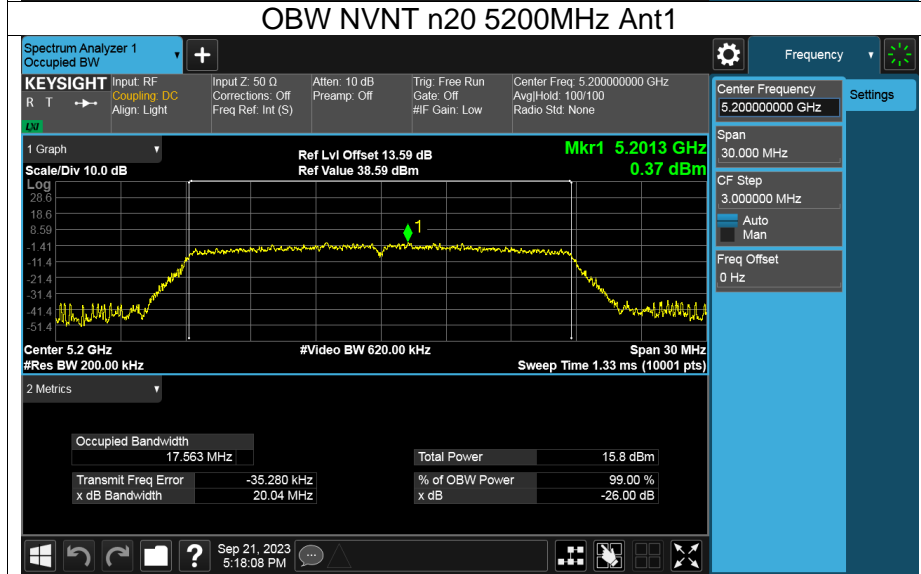 OBW NVNT n20 5200MHz Ant1
Spectrum Analyzer 1
Occupied BW
Frequency
KEYSIGHT
R T
LXI
Input: RF
Coupling: DC
Align: Light
Input Z: 50 Ω
Corrections: Off
Freq Ref: Int (S)
Atten: 10 dB
Preamp: Off
Trig: Free Run
Gate: Off
#IF Gain: Low
Center Freq: 5.200000000 GHz
Avg|Hold: 100/100
Radio Std: None
Center Frequency
5.200000000 GHz
Settings
Span
30.000 MHz
CF Step
3.000000 MHz
Auto
Man
Freq Offset
0 Hz
1 Graph
Scale/Div 10.0 dB
Ref Lvl Offset 13.59 dB
Ref Value 38.59 dBm
Mkr1 5.2013 GHz
0.37 dBm
Log
28.6
18.6
8.59
-1.41
-11.4
-21.4
-31.4
-41.4
-51.4
1
Center 5.2 GHz
#Res BW 200.00 kHz
#Video BW 620.00 kHz
Span 30 MHz
Sweep Time 1.33 ms (10001 pts)
2 Metrics
Occupied Bandwidth
17.563 MHz
Total Power 15.8 dBm
Transmit Freq Error -35.280 kHz
% of OBW Power 99.00 %
x dB Bandwidth 20.04 MHz
x dB -26.00 dB
?
Sep 21, 2023
5:18:08 PM